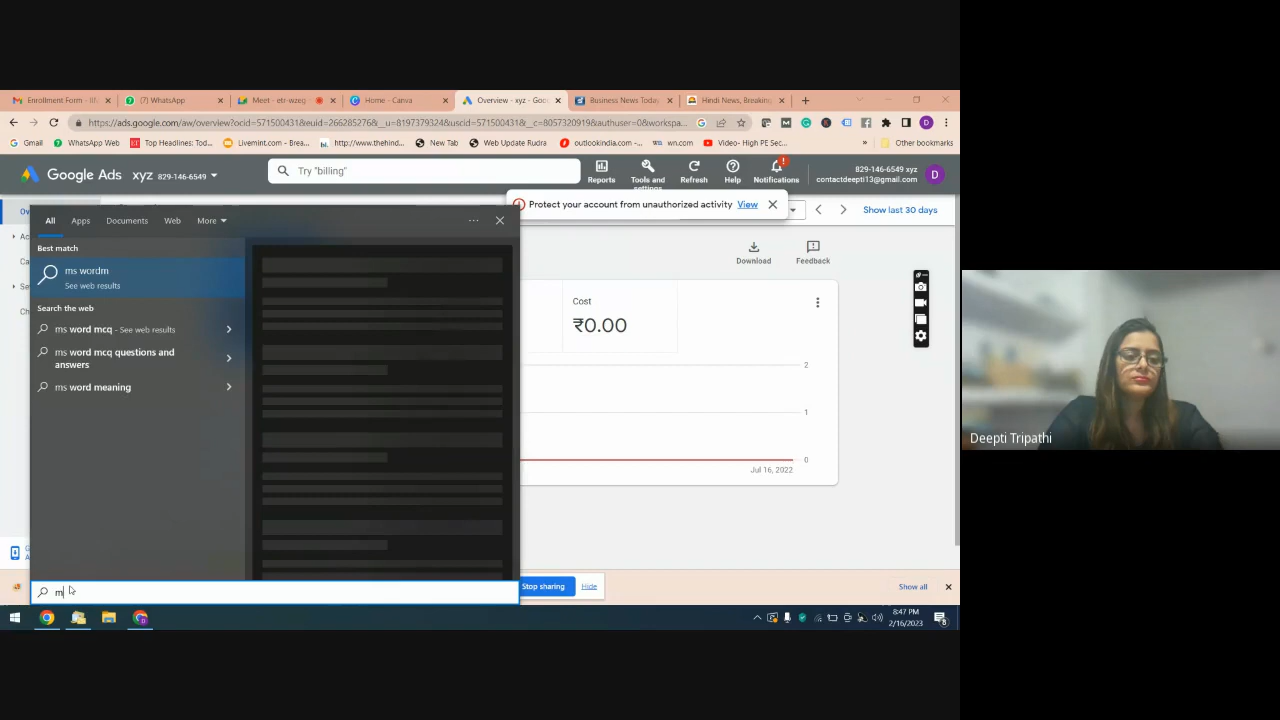 Enrollment Form - IIM
(7) WhatsApp
Meet - etr-wzeg
Home - Canva
Overview - xyz - Goo
Business News Toda
Hindi News, Breaking
https://ads.google.com/aw/overview?ocid=571500431&euid=266285276&__u=8197379324&uscid=571500431&__c=8057320919&authuser=0&workspa...
Gmail
WhatsApp Web
Top Headlines: Tod...
Livemint.com - Brea...
http://www.thehind...
New Tab
Web Update Rudra
outlookindia.com -...
wn.com
Video- High PE Sec...
»
Other bookmarks
Google Ads
xyz 829-146-6549
Try "billing"
Reports
Tools and settings
Refresh
Help
Notifications
829-146-6549 xyz
contactdeepti13@gmail.com
D
Protect your account from unauthorized activity
View
Show last 30 days
All
Apps
Documents
Web
More
Best match
ms wordm
See web results
Search the web
ms word mcq - See web results
ms word mcq questions and
answers
ms word meaning
Download
Feedback
Cost
₹0.00
2
1
0
Jul 16, 2022
Deepti Tripathi
m
Stop sharing
Hide
Show all
8:47 PM
2/16/2023